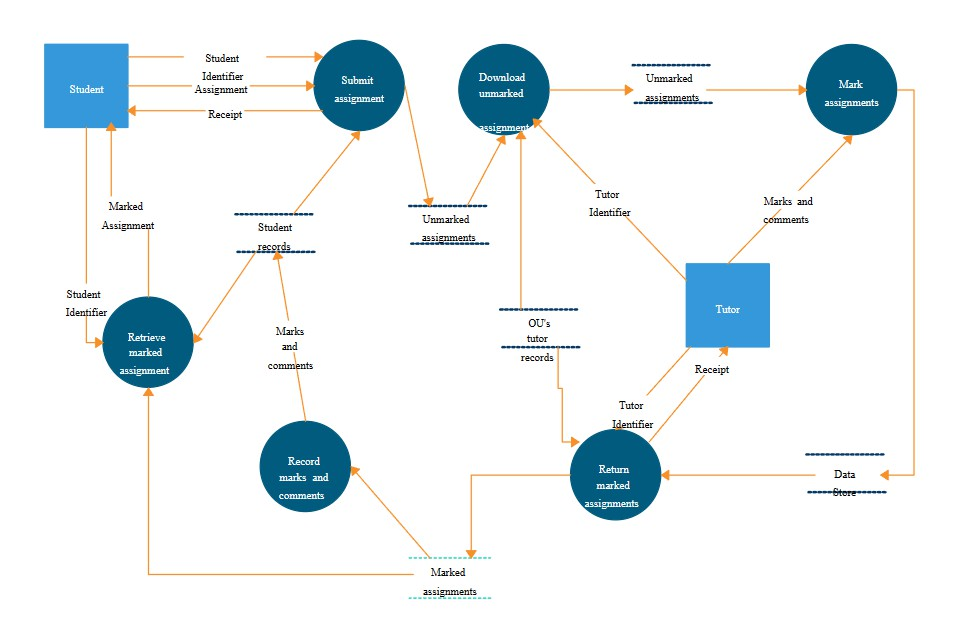 Student
Student
Identifier
Assignment
Receipt
Submit
assignment
Download
unmarked
assignment
Unmarked
assignments
Mark
assignments
Marked
Assignment
Student
records
Unmarked
assignments
Tutor
Identifier
Marks and
comments
Student
Identifier
Retrieve
marked
assignment
Marks
and
comments
OU's
tutor
records
Tutor
Receipt
Tutor
Identifier
Record
marks and
comments
Return
marked
assignments
Data
Store
Marked
assignments